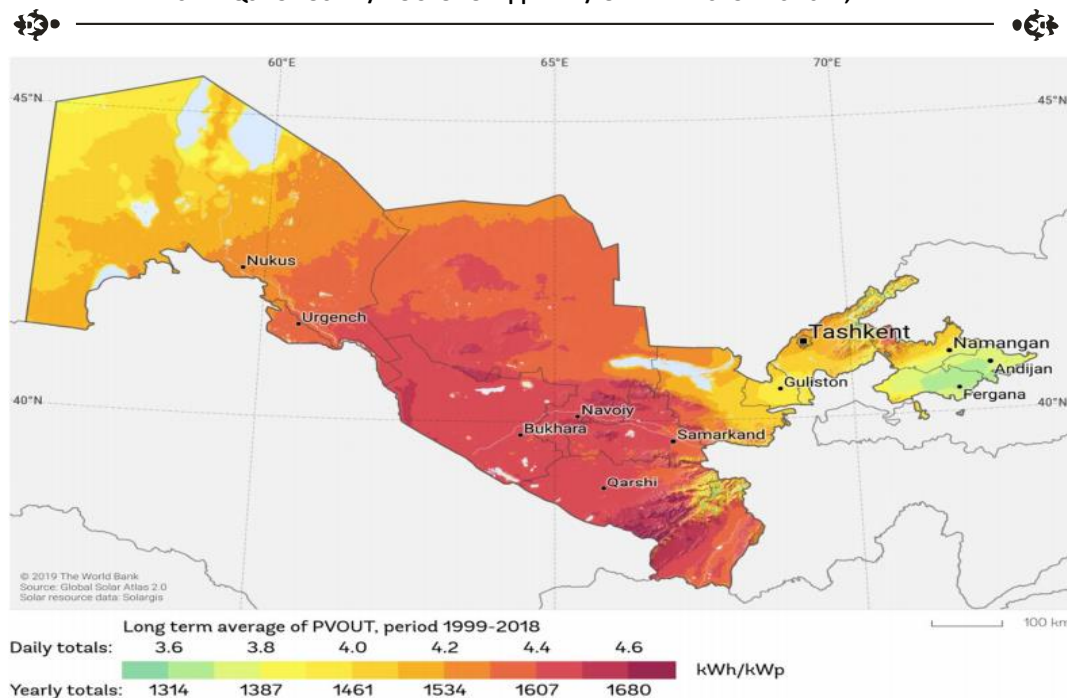 60°E 65°E 70°E
45°N 45°N
Nukus
Urgench
Tashkent
Namangan
Andijan
Guliston
Fergana
40°N 40°N
Navoiy
Bukhara
Samarkand
Qarshi
© 2019 The World Bank
Source: Global Solar Atlas 2.0
Solar resource data: Solargis
100 km
Long term average of PVOUT, period 1999-2018
Daily totals: 3.6 3.8 4.0 4.2 4.4 4.6
kWh/kWp
Yearly totals: 1314 1387 1461 1534 1607 1680